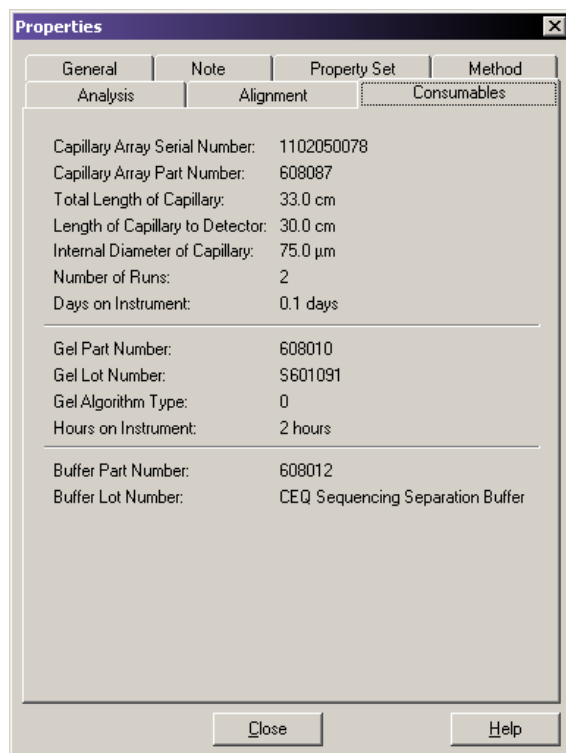 Properties
General Note Property Set Method
Analysis Alignment Consumables
Capillary Array Serial Number: 1102050078
Capillary Array Part Number: 608087
Total Length of Capillary: 33.0 cm
Length of Capillary to Detector: 30.0 cm
Internal Diameter of Capillary: 75.0 µm
Number of Runs: 2
Days on Instrument: 0.1 days
Gel Part Number: 608010
Gel Lot Number: S601091
Gel Algorithm Type: 0
Hours on Instrument: 2 hours
Buffer Part Number: 608012
Buffer Lot Number: CEQ Sequencing Separation Buffer
Close Help